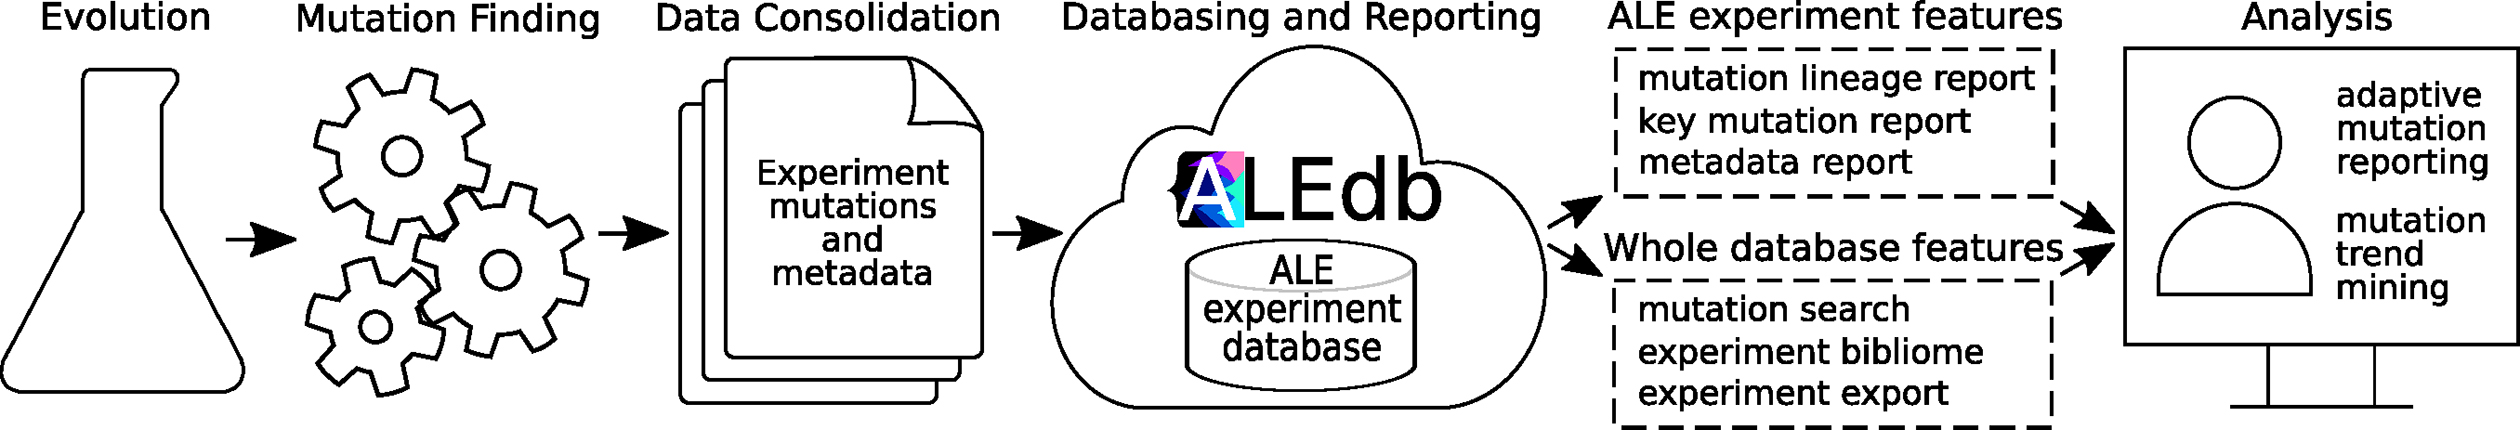 Evolution
Mutation Finding
Data Consolidation
Experiment
mutations
and
metadata
Databasing and Reporting
ALEdb
ALE
experiment
database
ALE experiment features
mutation lineage report
key mutation report
metadata report
Whole database features
mutation search
experiment bibliome
experiment export
Analysis
adaptive
mutation
reporting
mutation
trend
mining